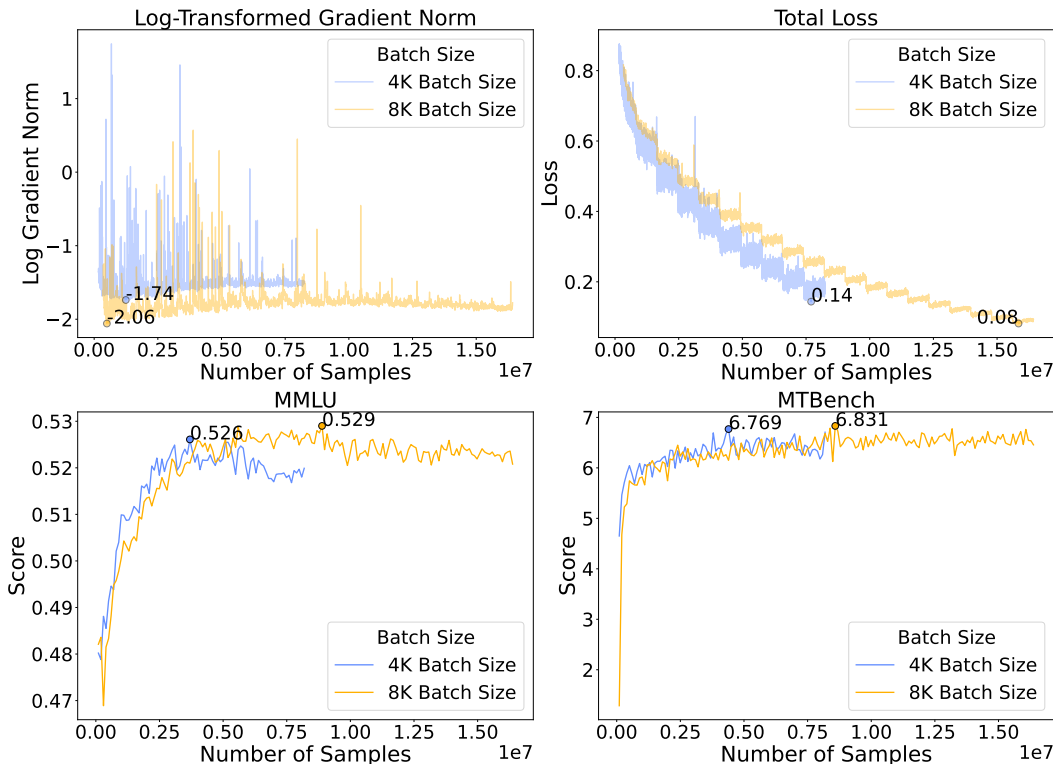 Log-Transformed Gradient Norm
Log Gradient Norm
1
0
−1
−2
Batch Size
4K Batch Size
8K Batch Size
-1.74
-2.06
0.00 0.25 0.50 0.75 1.00 1.25 1.50
Number of Samples
1e7
Total Loss
Loss
0.8
0.6
0.4
0.2
Batch Size
4K Batch Size
8K Batch Size
0.14
0.08
0.00 0.25 0.50 0.75 1.00 1.25 1.50
Number of Samples
1e7
MMLU
Score
0.53
0.52
0.51
0.50
0.49
0.48
0.47
0.526
0.529
Batch Size
4K Batch Size
8K Batch Size
0.00 0.25 0.50 0.75 1.00 1.25 1.50
Number of Samples
1e7
MTBench
Score
7
6
5
4
3
2
6.769
6.831
Batch Size
4K Batch Size
8K Batch Size
0.00 0.25 0.50 0.75 1.00 1.25 1.50
Number of Samples
1e7